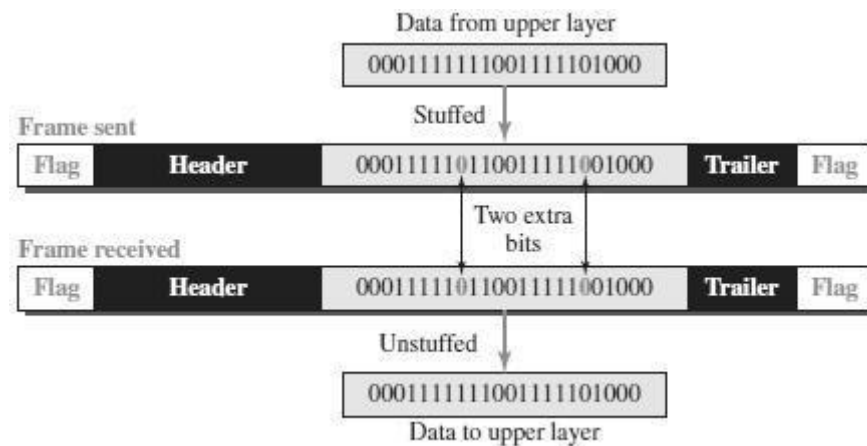 Data from upper layer
0001111111001111101000
Stuffed
Frame sent
Flag Header 000111110110011111001000 Trailer Flag
Two extra
bits
Frame received
Flag Header 000111110110011111001000 Trailer Flag
Unstuffed
0001111111001111101000
Data to upper layer